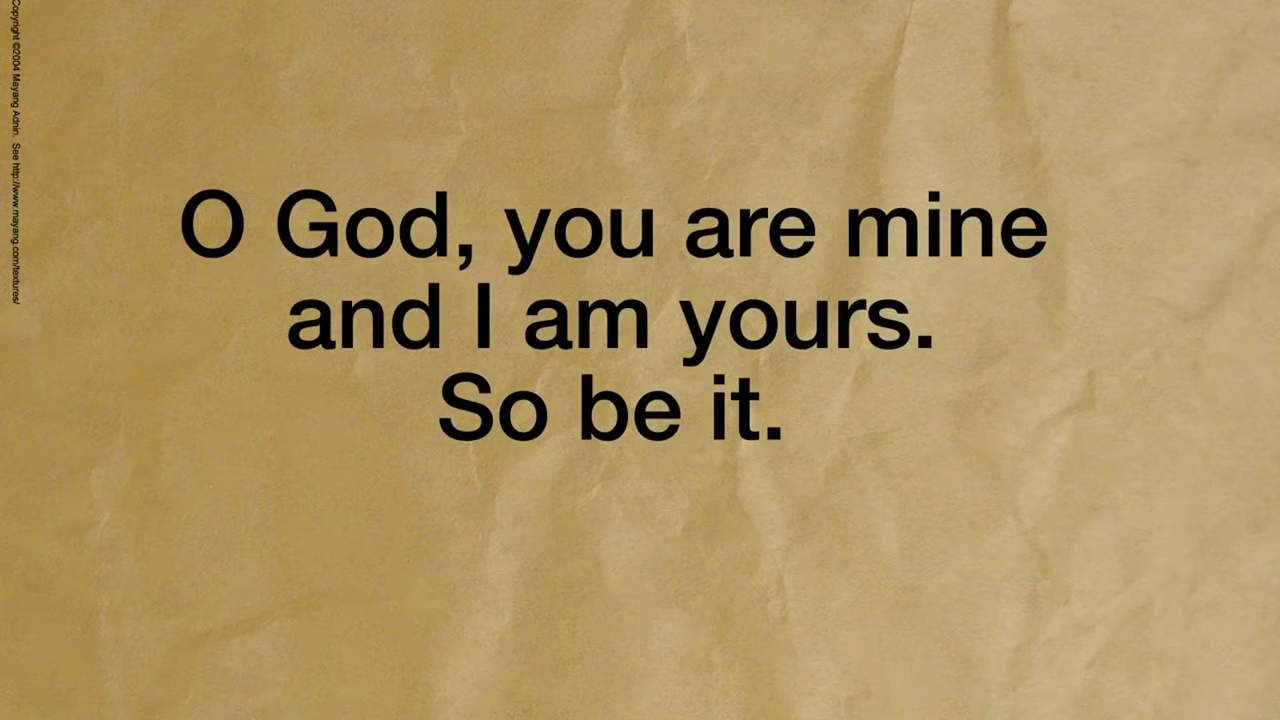 O God, you are mine
and I am yours.
So be it.
Copyright ©2004 Mayang Adnin. See http://www.mayang.com/textures/